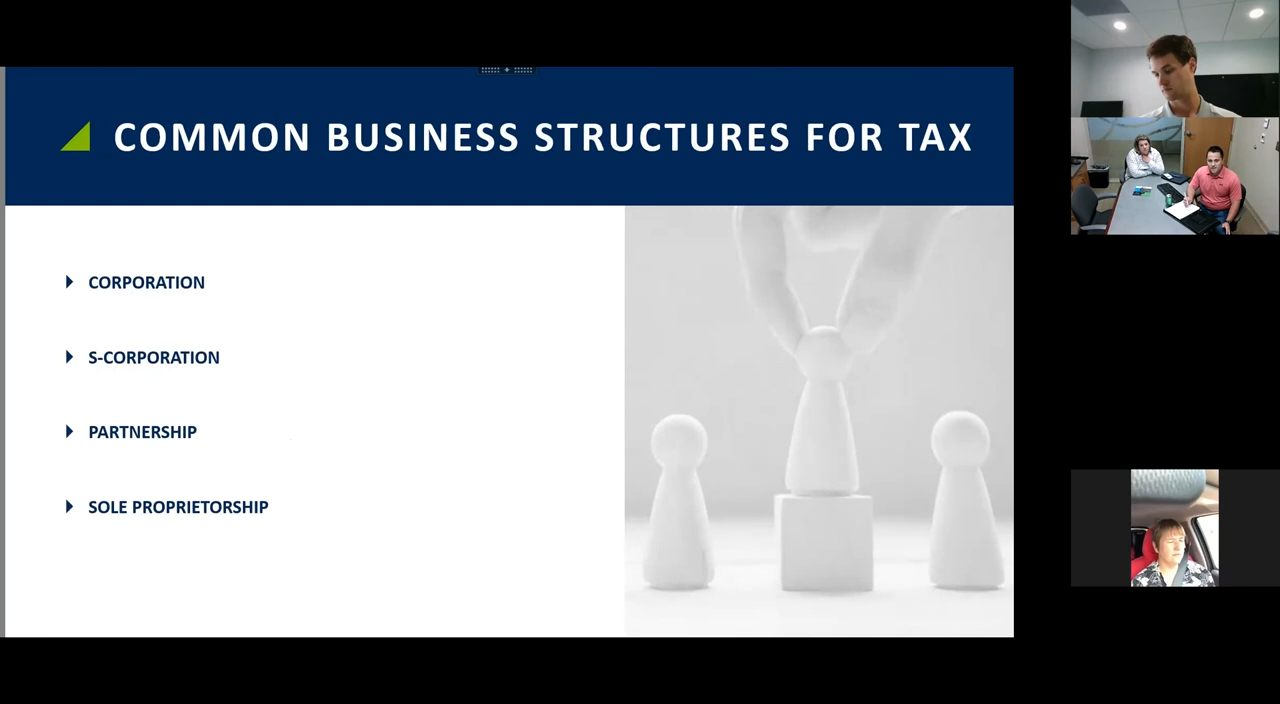 COMMON BUSINESS STRUCTURES FOR TAX
CORPORATION
S-CORPORATION
PARTNERSHIP
SOLE PROPRIETORSHIP